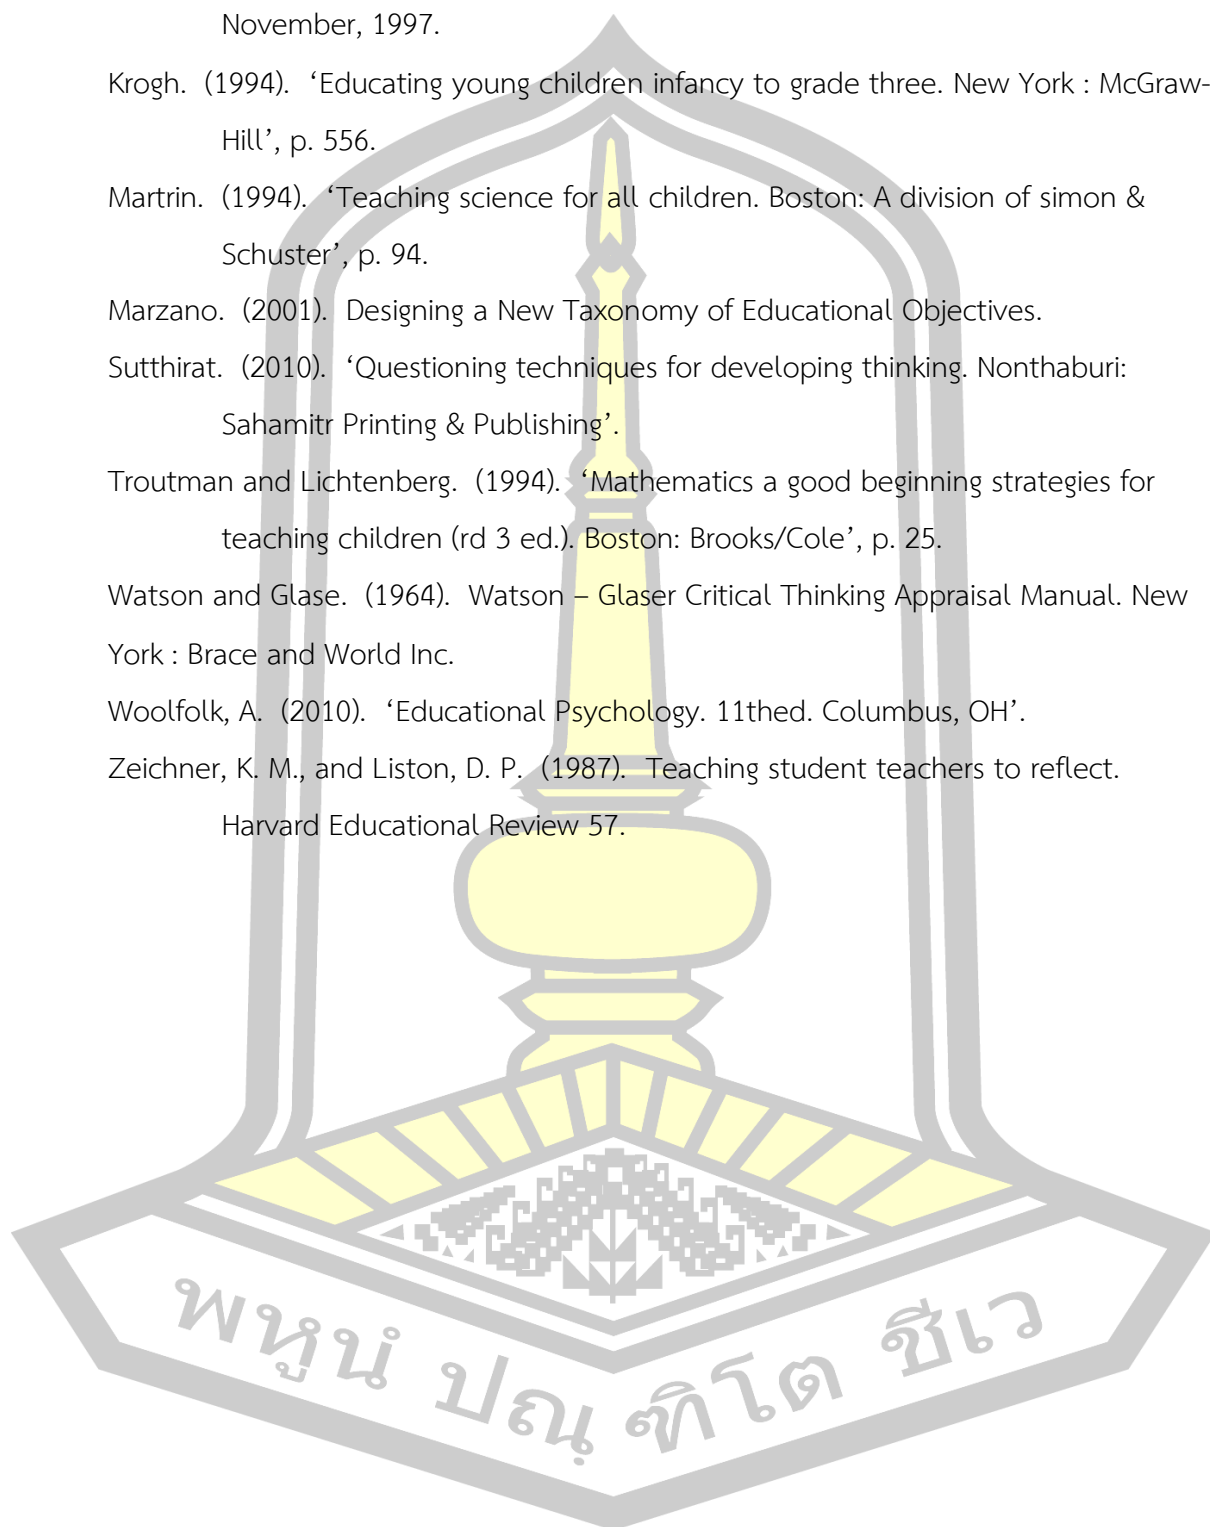 November, 1997.
Krogh. (1994). ‘Educating young children infancy to grade three. New York : McGraw-
Hill’, p. 556.
Martrin. (1994). ‘Teaching science for all children. Boston: A division of simon &
Schuster’, p. 94.
Marzano. (2001). Designing a New Taxonomy of Educational Objectives.
Sutthirat. (2010). ‘Questioning techniques for developing thinking. Nonthaburi:
Sahamitr Printing & Publishing’.
Troutman and Lichtenberg. (1994). ‘Mathematics a good beginning strategies for
teaching children (rd 3 ed.). Boston: Brooks/Cole’, p. 25.
Watson and Glase. (1964). Watson – Glaser Critical Thinking Appraisal Manual. New
York : Brace and World Inc.
Woolfolk, A. (2010). ‘Educational Psychology. 11thed. Columbus, OH’.
Zeichner, K. M., and Liston, D. P. (1987). Teaching student teachers to reflect.
Harvard Educational Review 57.
พหูนํ ปณฺฑิโต ชีเว